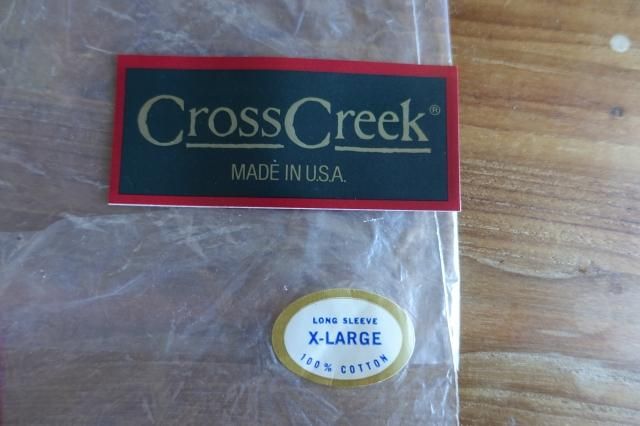 CrossCreek®
MADE IN U.S.A.
LONG SLEEVE
X-LARGE
100% COTTON